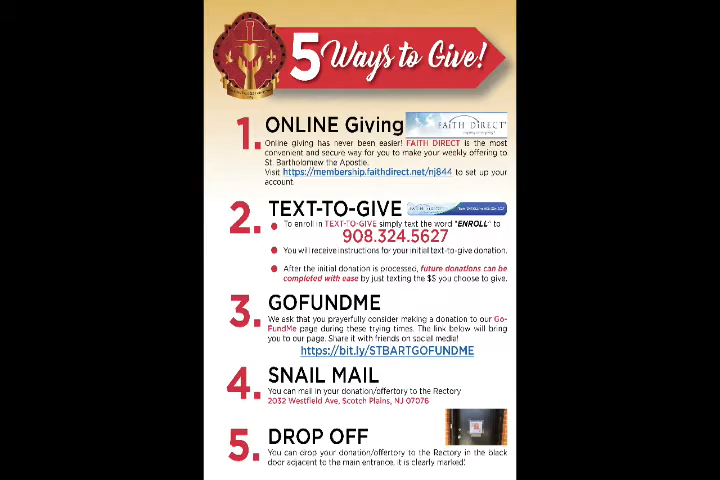 5 Ways to Give!
1. ONLINE Giving
FAITH DIRECT
Online giving has never been easier! FAITH DIRECT is the most
convenient and secure way for you to make your weekly offering to
St. Bartholomew the Apostle.
Visit https://membership.faithdirect.net/nj844 to set up your
account.
2. TEXT-TO-GIVE
FAITH DIRECT
To enroll in TEXT-TO-GIVE simply text the word "ENROLL" to
908.324.5627
You will receive instructions for your initial text-to-give donation.
After the initial donation is processed, future donations can be
completed with ease by just texting the $$ you choose to give.
3. GOFUNDME
We ask that you prayerfully consider making a donation to our Go-
FundMe page during these trying times. The link below will bring
you to our page. Share it with friends on social media!
https://bit.ly/STBARTGOFUNDME
4. SNAIL MAIL
You can mail in your donation/offertory to the Rectory
2032 Westfield Ave, Scotch Plains, NJ 07076
5. DROP OFF
You can drop your donation/offertory to the Rectory in the black
door adjacent to the main entrance, it is clearly marked!